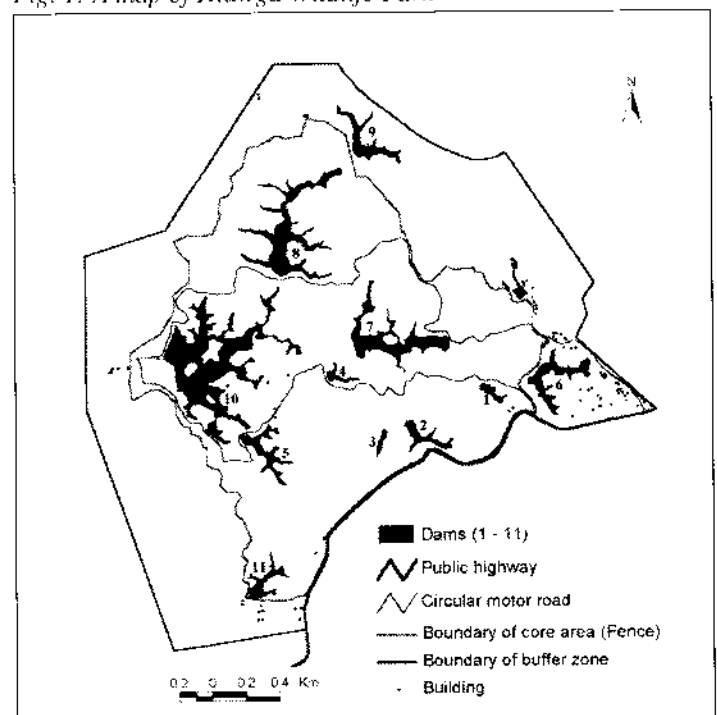 N
9
8
7
6
10
4
1
2
3
5
11
Dams (1 - 11)
Public highway
Circular motor road
Boundary of core area (Fence)
Boundary of buffer zone
Building
0.2 0 0.2 0.4 Km